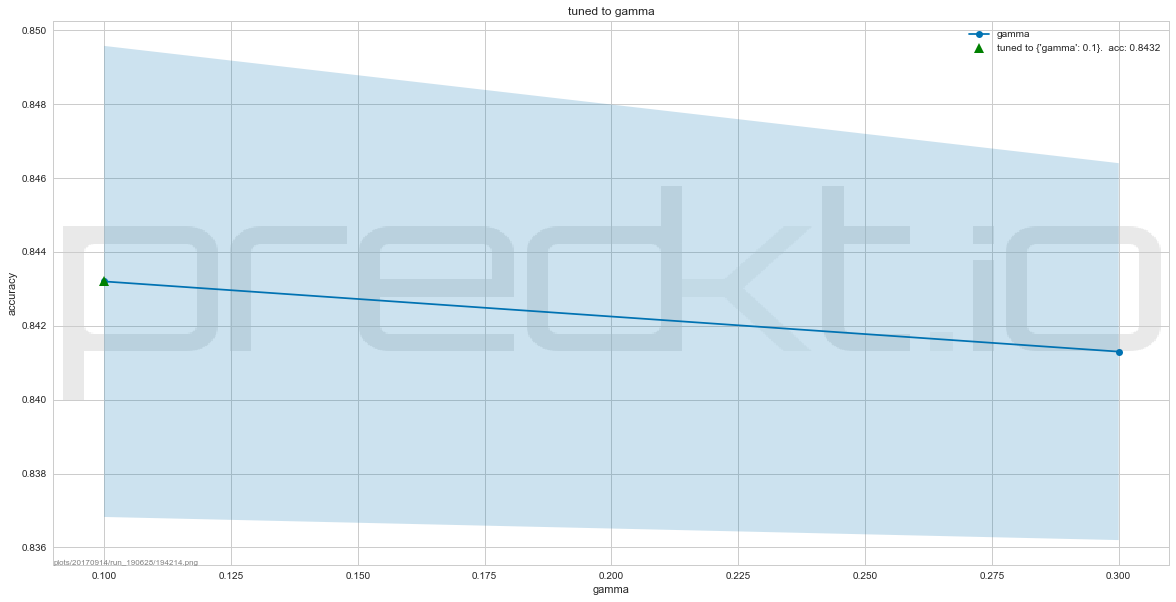 tuned to gamma
gamma
tuned to {'gamma': 0.1}.  acc: 0.8432
0.850
0.848
0.846
0.844
0.842
0.840
0.838
0.836
accuracy
predkt.io
plots/20170914/run_190628/194214.png
0.100
0.125
0.150
0.175
0.200
0.225
0.250
0.275
0.300
gamma